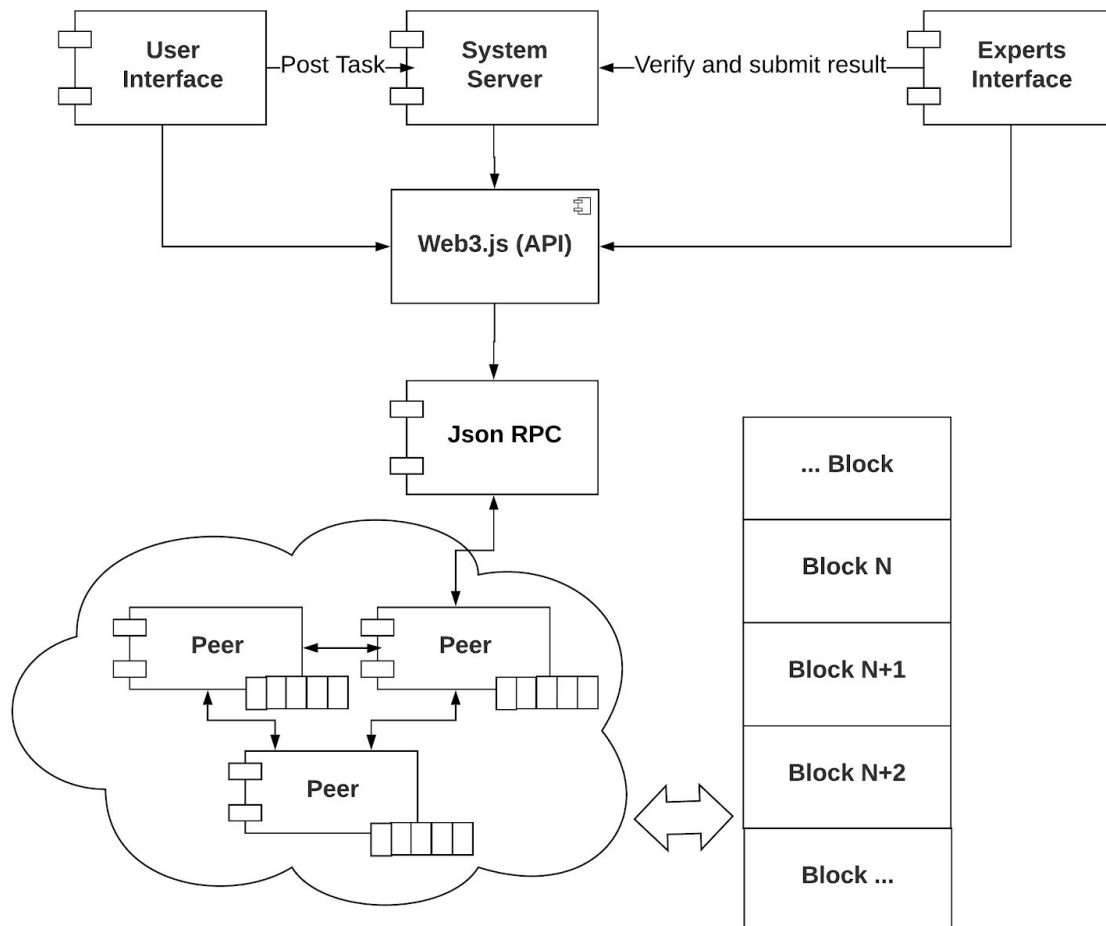 User
Interface
Post Task
System
Server
Verify and submit result
Experts
Interface
Web3.js (API)
Json RPC
... Block
Block N
Peer
Peer
Block N+1
Block N+2
Peer
Block ...